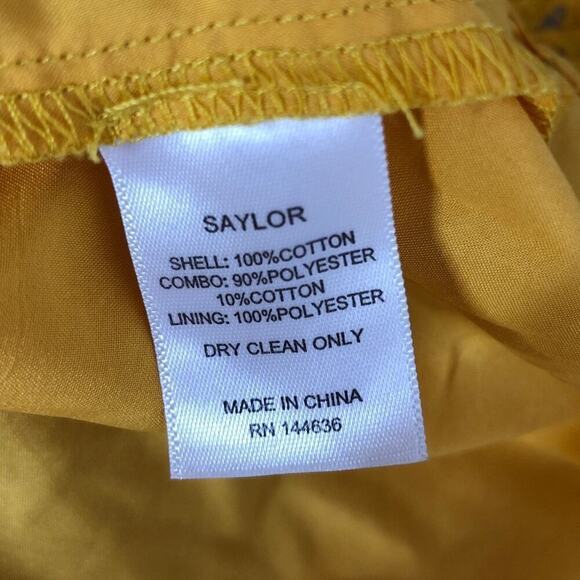 SAYLOR
SHELL: 100%COTTON
COMBO: 90%POLYESTER
10%COTTON
LINING: 100%POLYESTER
DRY CLEAN ONLY
MADE IN CHINA
RN 144636